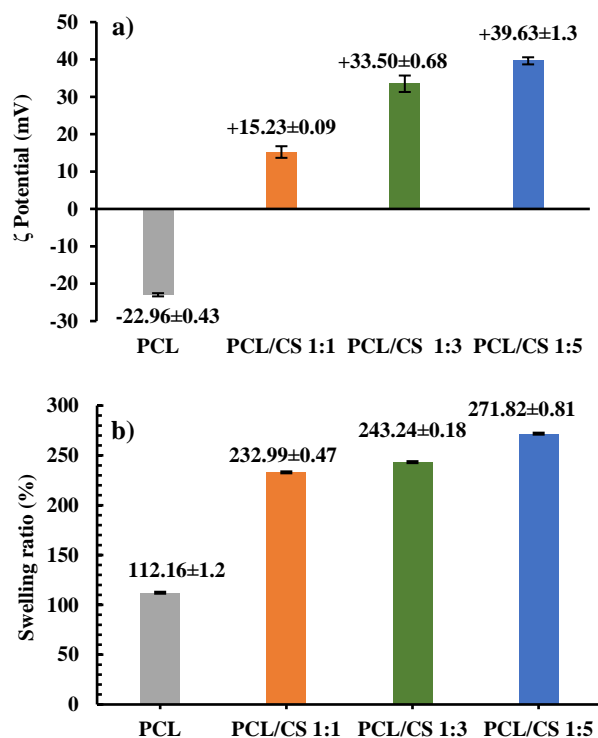 a)
ζ Potential (mV)
50
40
30
20
10
0
-10
-20
-30
-22.96±0.43
+15.23±0.09
+33.50±0.68
+39.63±1.3
PCL
PCL/CS 1:1
PCL/CS 1:3
PCL/CS 1:5
b)
Swelling ratio (%)
300
250
200
150
100
50
0
112.16±1.2
232.99±0.47
243.24±0.18
271.82±0.81
PCL
PCL/CS 1:1
PCL/CS 1:3
PCL/CS 1:5